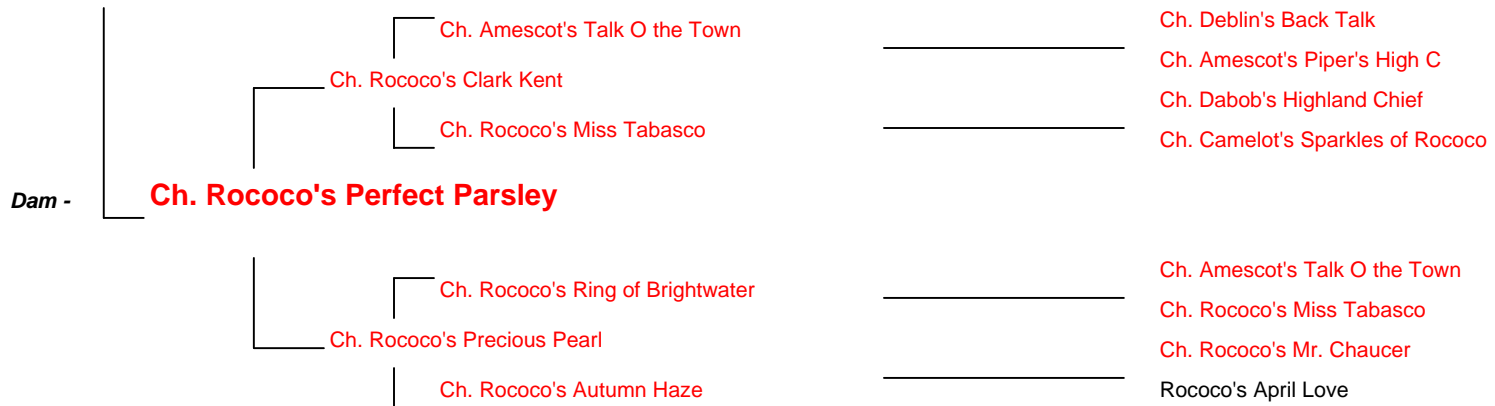 Ch. Deblin's Back Talk
Ch. Amescot's Talk O the Town
Ch. Amescot's Piper's High C
Ch. Rococo's Clark Kent
Ch. Dabob's Highland Chief
Ch. Rococo's Miss Tabasco
Ch. Camelot's Sparkles of Rococo
Dam - Ch. Rococo's Perfect Parsley
Ch. Amescot's Talk O the Town
Ch. Rococo's Ring of Brightwater
Ch. Rococo's Miss Tabasco
Ch. Rococo's Precious Pearl
Ch. Rococo's Mr. Chaucer
Ch. Rococo's Autumn Haze
Rococo's April Love